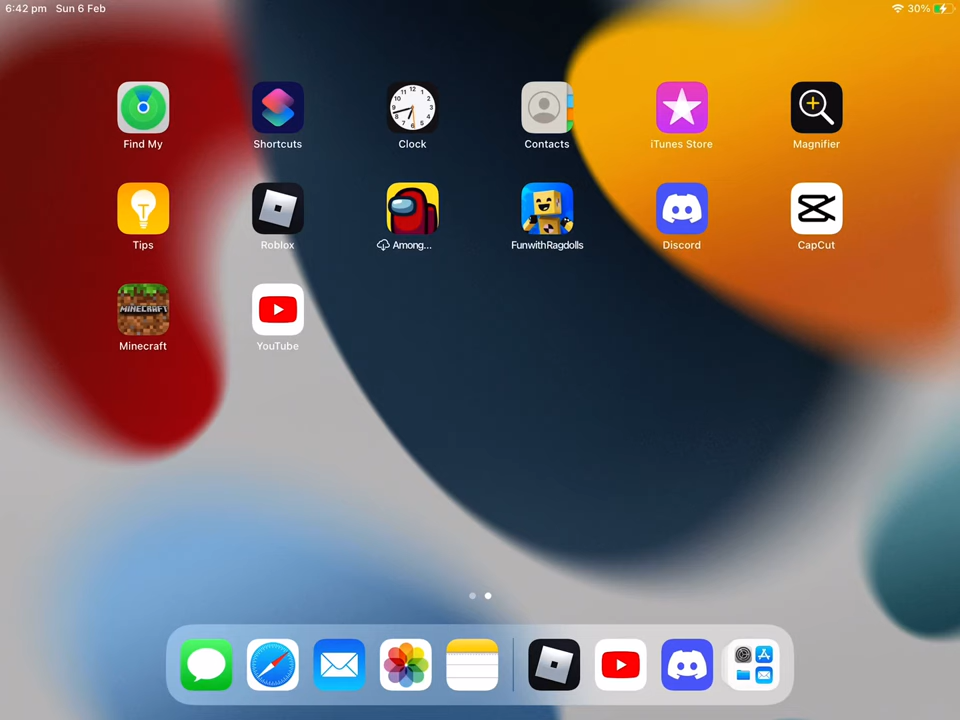 6:42 pm Sun 6 Feb 30%
Find My Shortcuts Clock Contacts iTunes Store Magnifier
Tips Roblox Among... FunwithRagdolls Discord CapCut
MINECRAFT
Minecraft YouTube